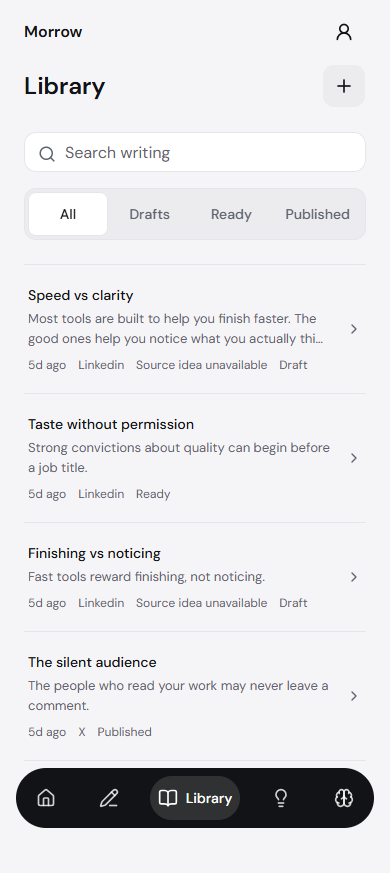 Morrow
Library
Search writing
All Drafts Ready Published
Speed vs clarity
Most tools are built to help you finish faster. The
good ones help you notice what you actually thi...
5d ago Linkedin Source idea unavailable Draft
Taste without permission
Strong convictions about quality can begin before
a job title.
5d ago Linkedin Ready
Finishing vs noticing
Fast tools reward finishing, not noticing.
5d ago Linkedin Source idea unavailable Draft
The silent audience
The people who read your work may never leave a
comment.
5d ago X Published
Library